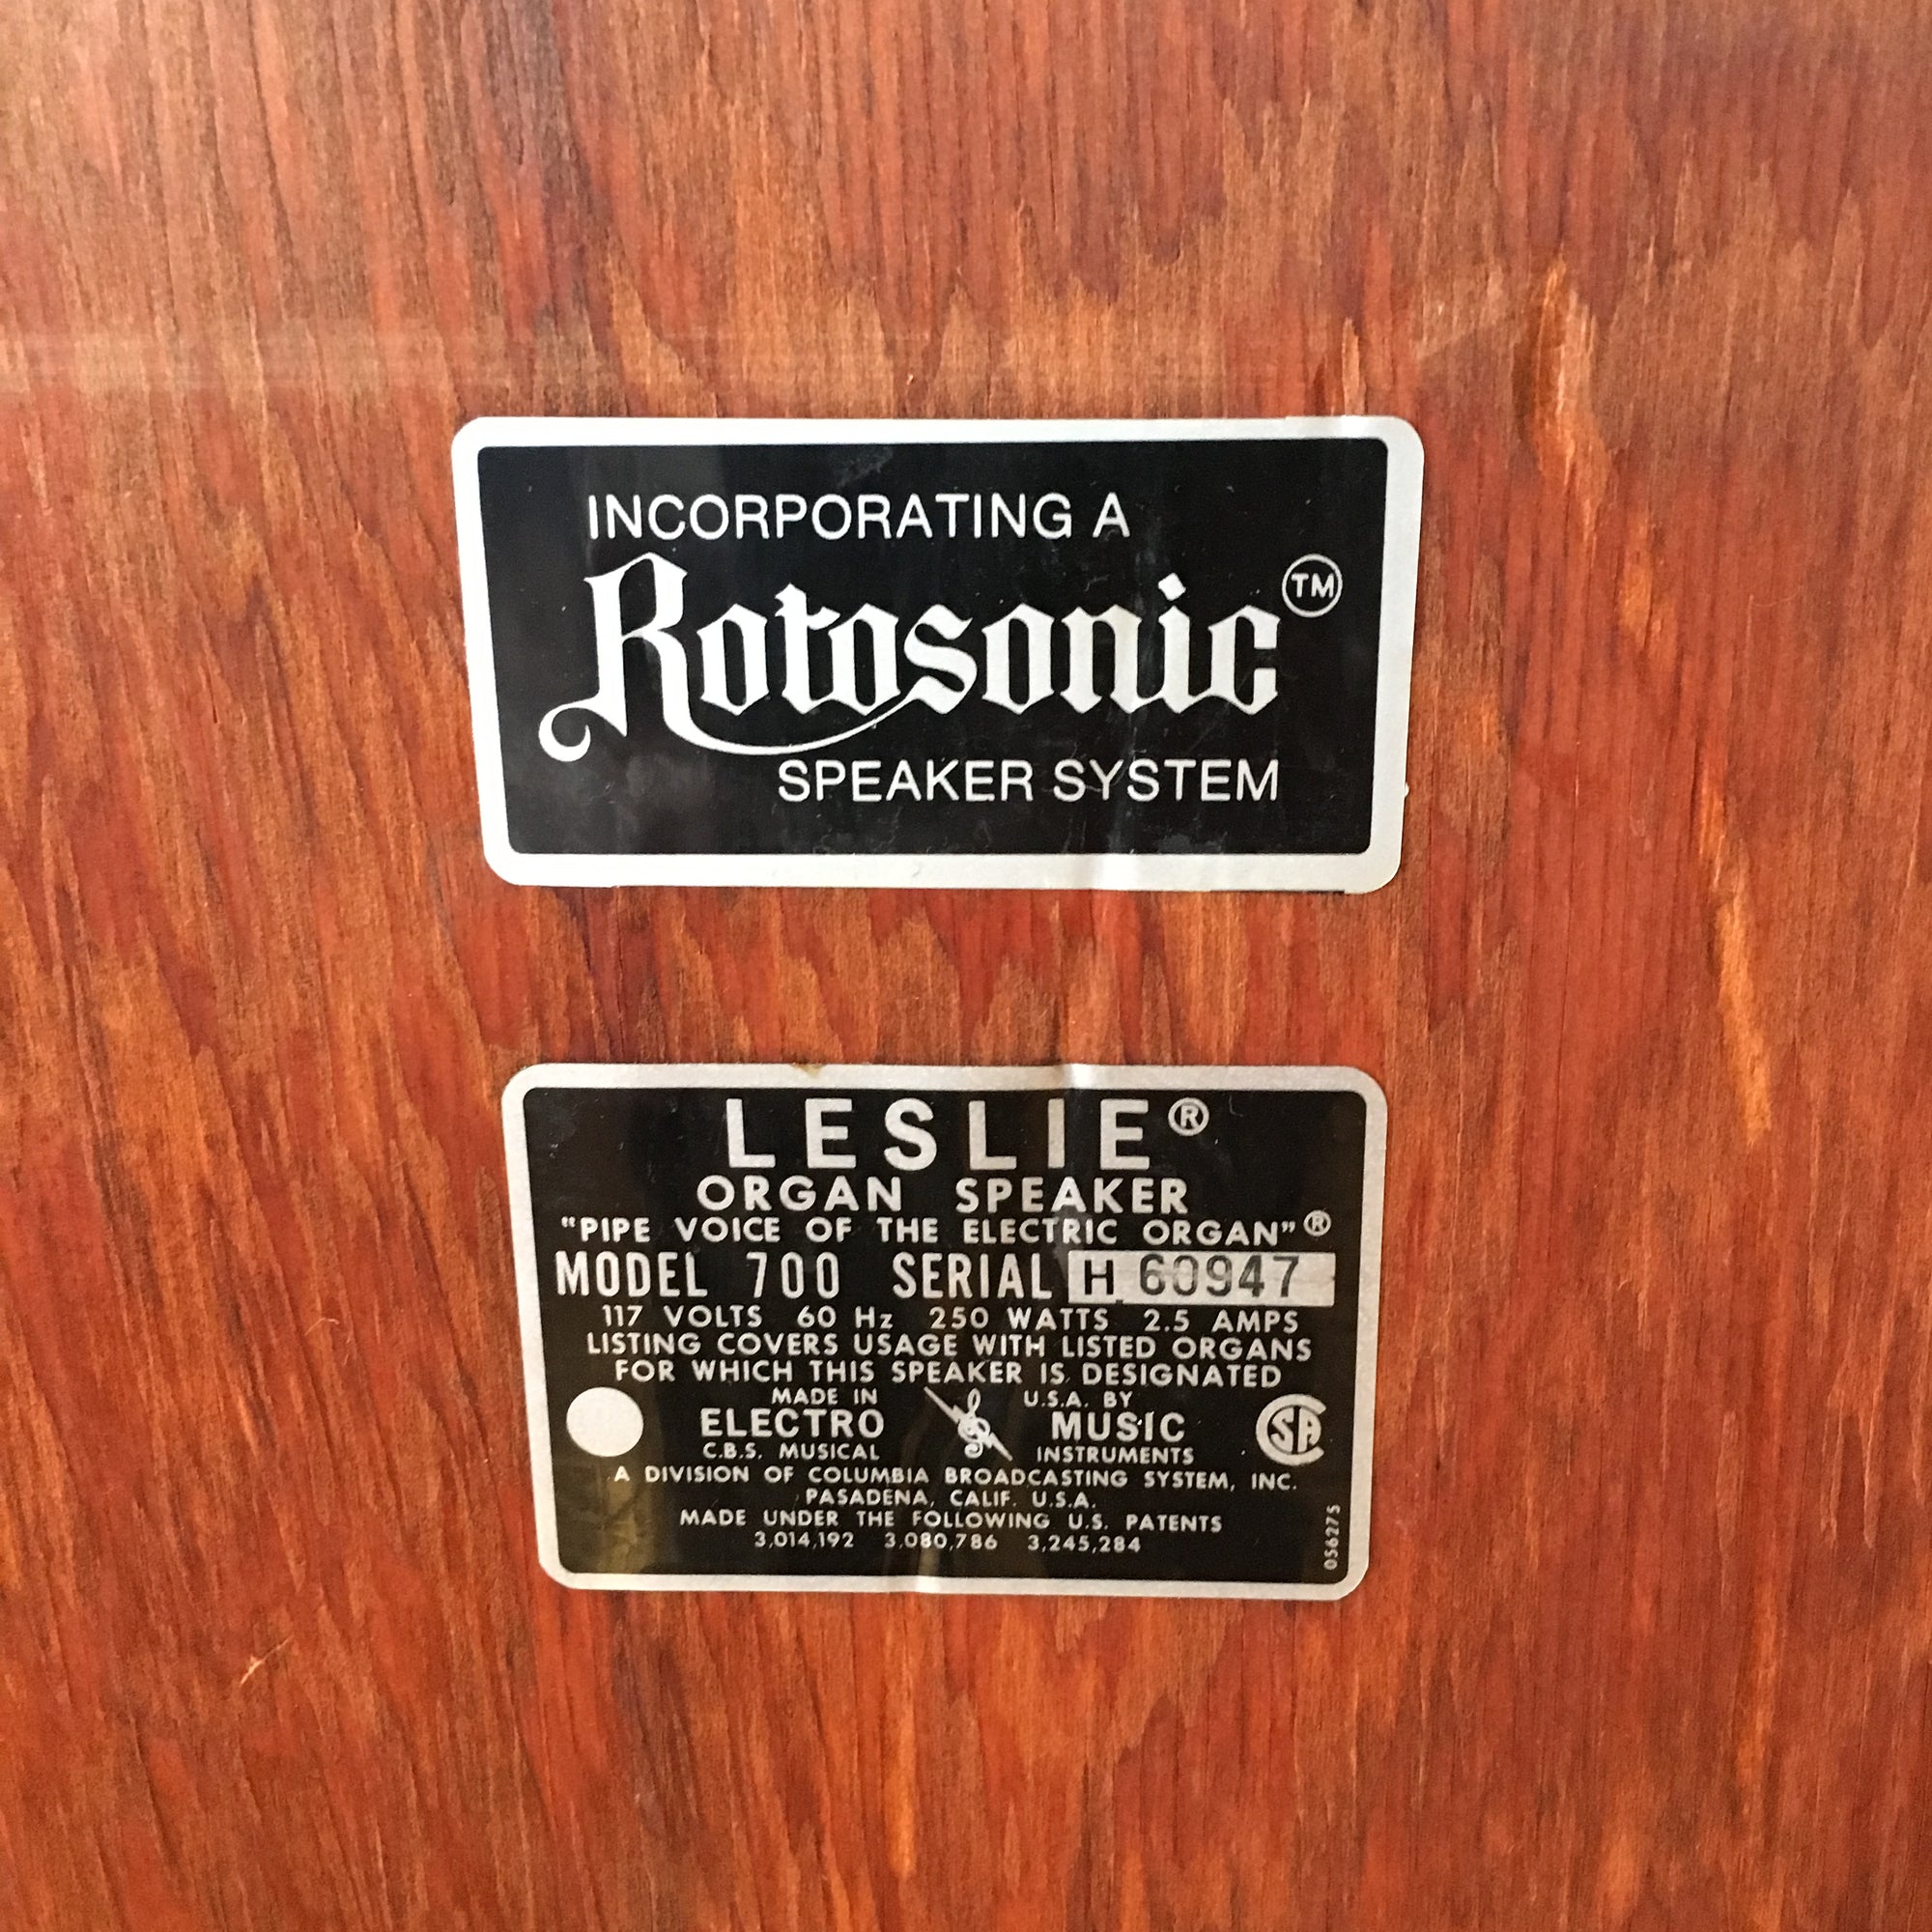 INCORPORATING A
Rotosonic™
SPEAKER SYSTEM
LESLIE®
ORGAN SPEAKER
"PIPE VOICE OF THE ELECTRIC ORGAN"®
MODEL 700 SERIAL H 60947
117 VOLTS 60 Hz 250 WATTS 2.5 AMPS
LISTING COVERS USAGE WITH LISTED ORGANS
FOR WHICH THIS SPEAKER IS DESIGNATED
MADE IN U.S.A. BY
ELECTRO MUSIC
C.B.S. MUSICAL INSTRUMENTS
SA
A DIVISION OF COLUMBIA BROADCASTING SYSTEM, INC.
PASADENA, CALIF. U.S.A.
MADE UNDER THE FOLLOWING U.S. PATENTS
3,014,192 3,080,786 3,245,284
056275